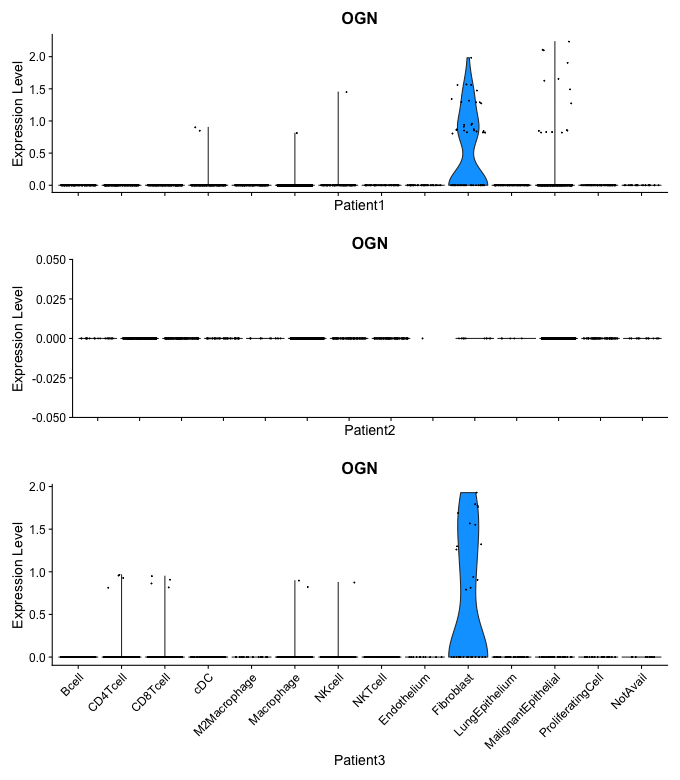 OGN
Expression Level
2.0
1.5
1.0
0.5
0.0
Patient1
OGN
Expression Level
0.050
0.025
0.000
-0.025
-0.050
Patient2
OGN
Expression Level
2.0
1.5
1.0
0.5
0.0
Bcell
CD4Tcell
CD8Tcell
cDC
M2Macrophage
Macrophage
NKcell
NKTcell
Endothelium
Fibroblast
LungEpithelium
MalignantEpithelial
ProliferatingCell
NotAvail
Patient3